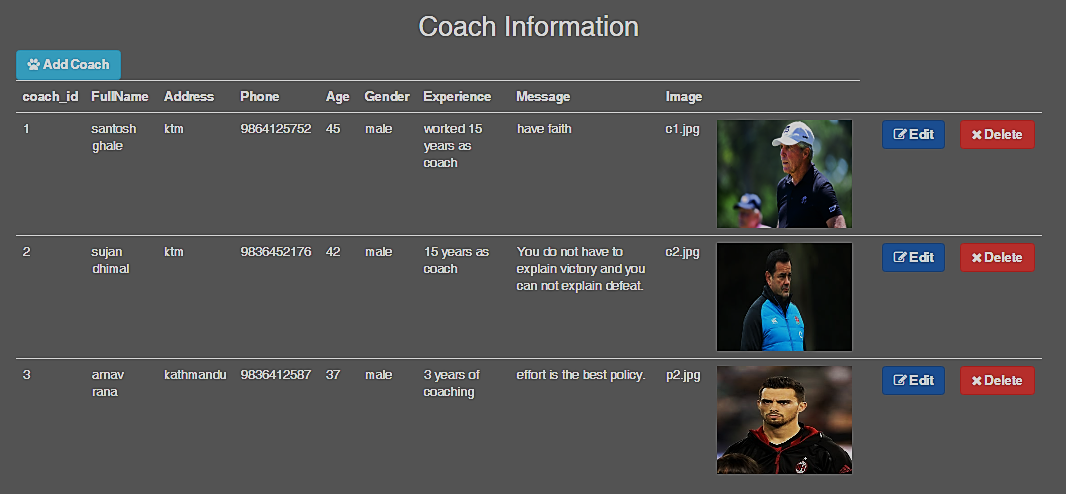 Coach Information
Add Coach
coach_id FullName Address Phone Age Gender Experience Message Image
1 santosh ktm 9864125752 45 male worked 15 have faith c1.jpg Edit Delete
ghale years as
coach
2 sujan ktm 9836452176 42 male 15 years as You do not have to c2.jpg Edit Delete
dhimal coach explain victory and you
can not explain defeat.
3 arnav kathmandu 9836412587 37 male 3 years of effort is the best policy. p2.jpg Edit Delete
rana coaching